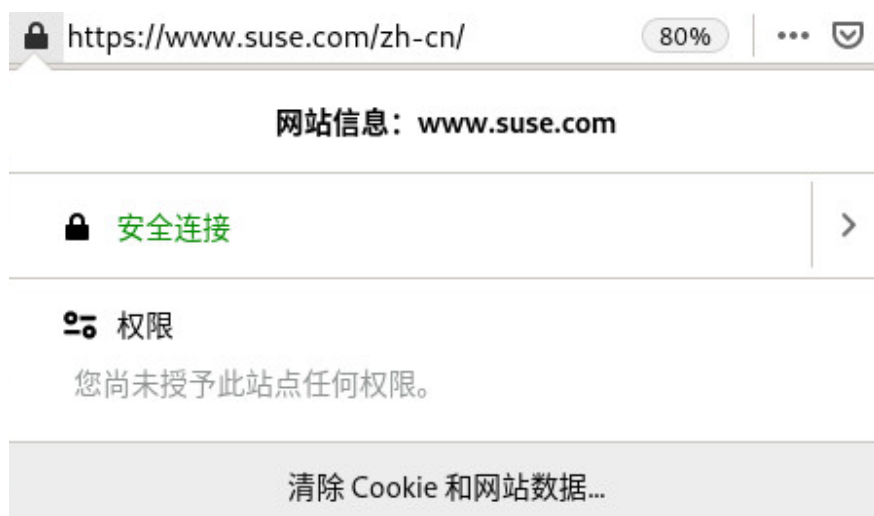 https://www.suse.com/zh-cn/ 80% ...
网站信息：www.suse.com
安全连接
权限
您尚未授予此站点任何权限。
清除 Cookie 和网站数据...